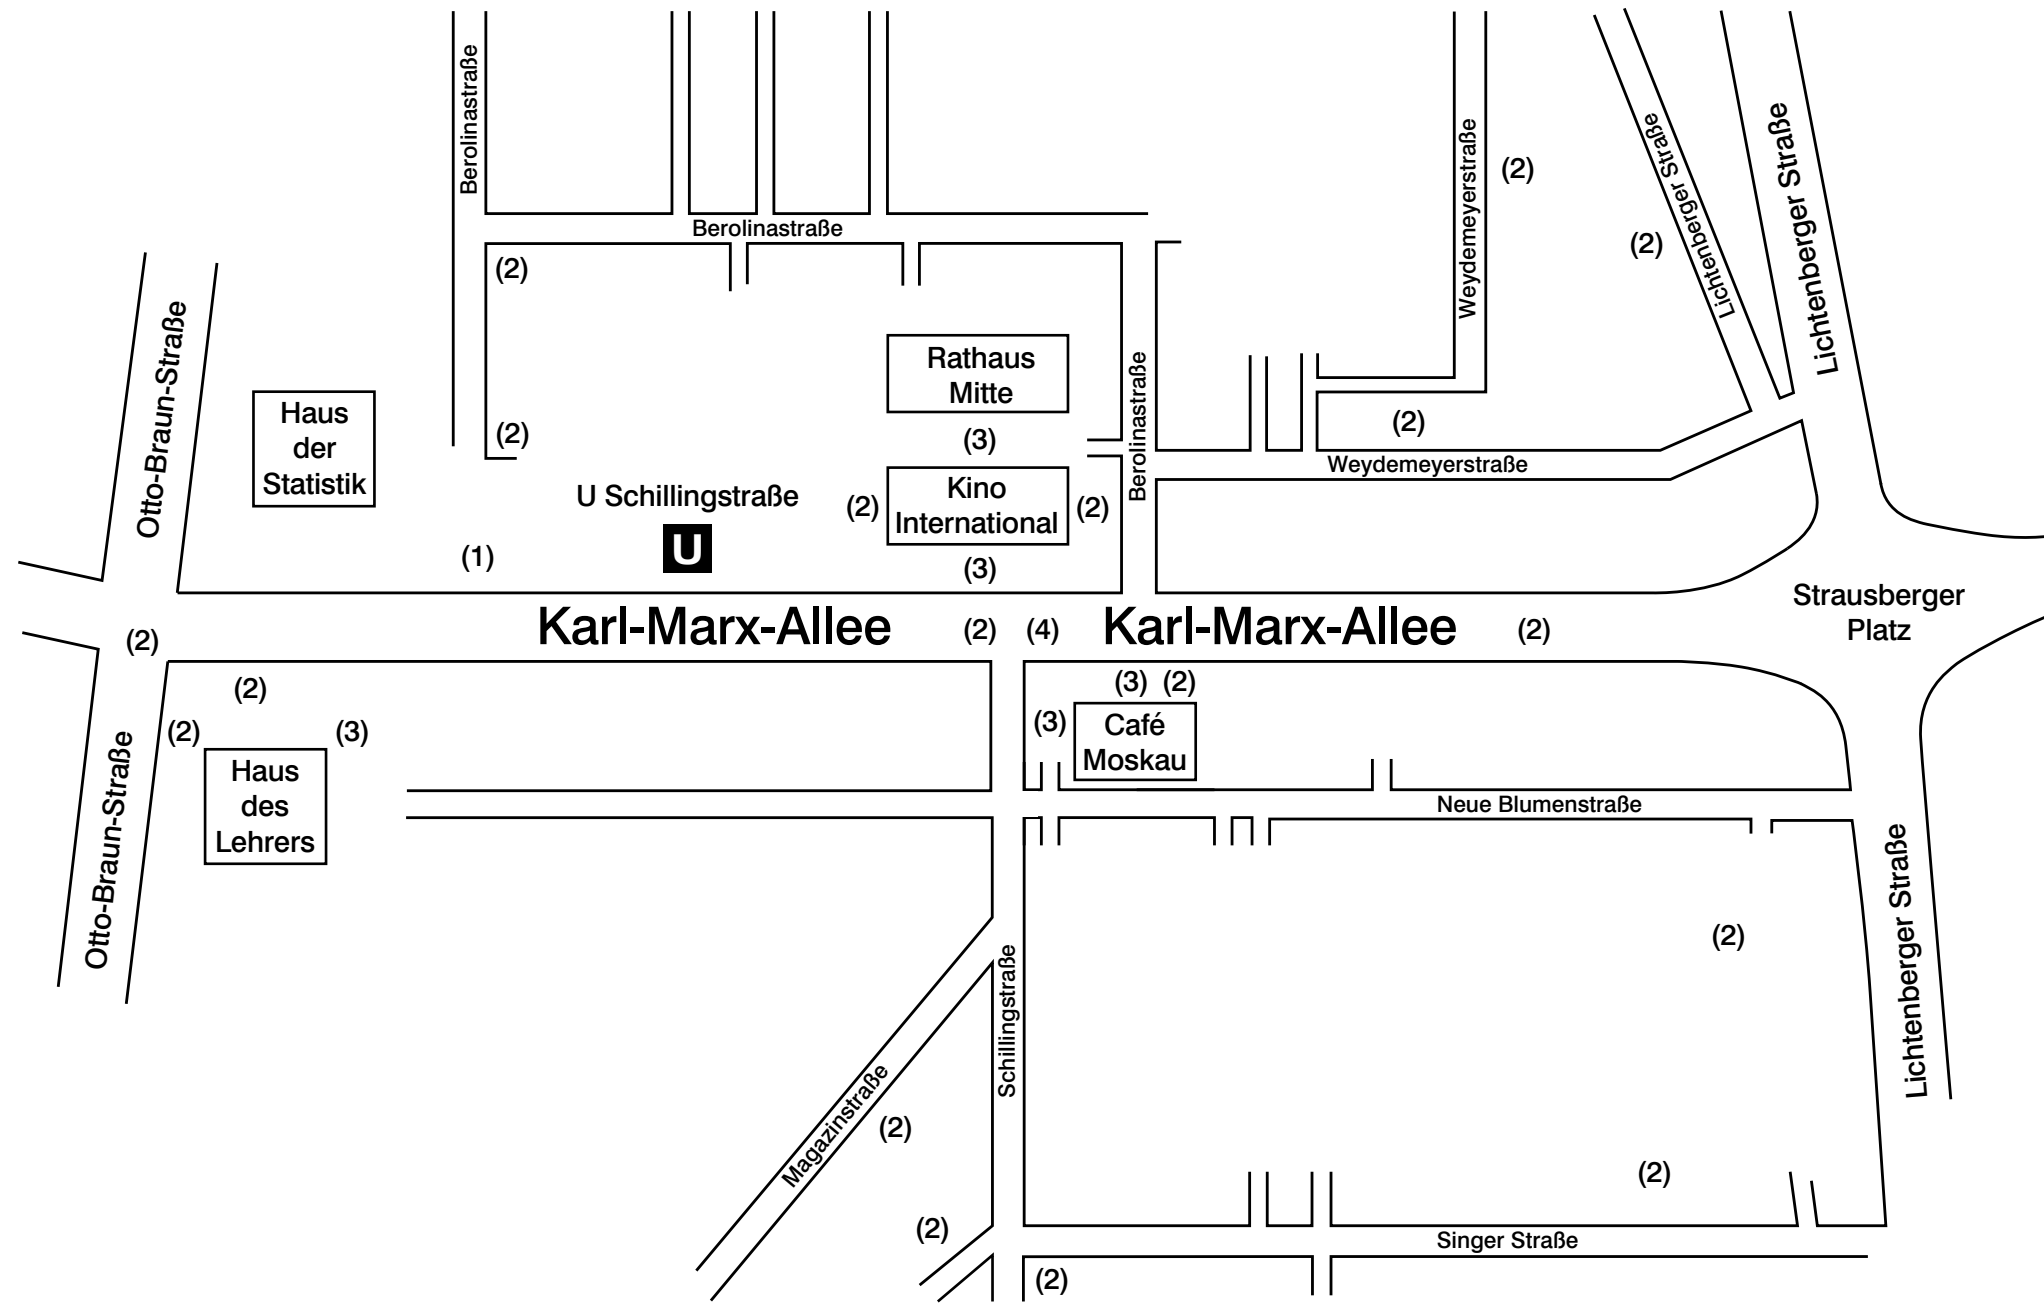 Berolinastraße
Weydemeyerstraße
(2)
Lichtenberger Straße
Lichtenberger Straße
(2)
Berolinastraße
(2)
Otto-Braun-Straße
Haus
der
Statistik
(2)
Rathaus
Mitte
(3)
Berolinastraße
(2)
Weydemeyerstraße
U Schillingstraße
U
(2)
Kino
International
(2)
(1)
(3)
Karl-Marx-Allee
(2)
(4)
Karl-Marx-Allee
(2)
Strausberger
Platz
(2)
(2)
(2)
(3)
Haus
des
Lehrers
Otto-Braun-Straße
(3)
(2)
(3)
Café
Moskau
Neue Blumenstraße
Lichtenberger Straße
(2)
Schillingstraße
Magazinstraße
(2)
(2)
(2)
Singer Straße
(2)